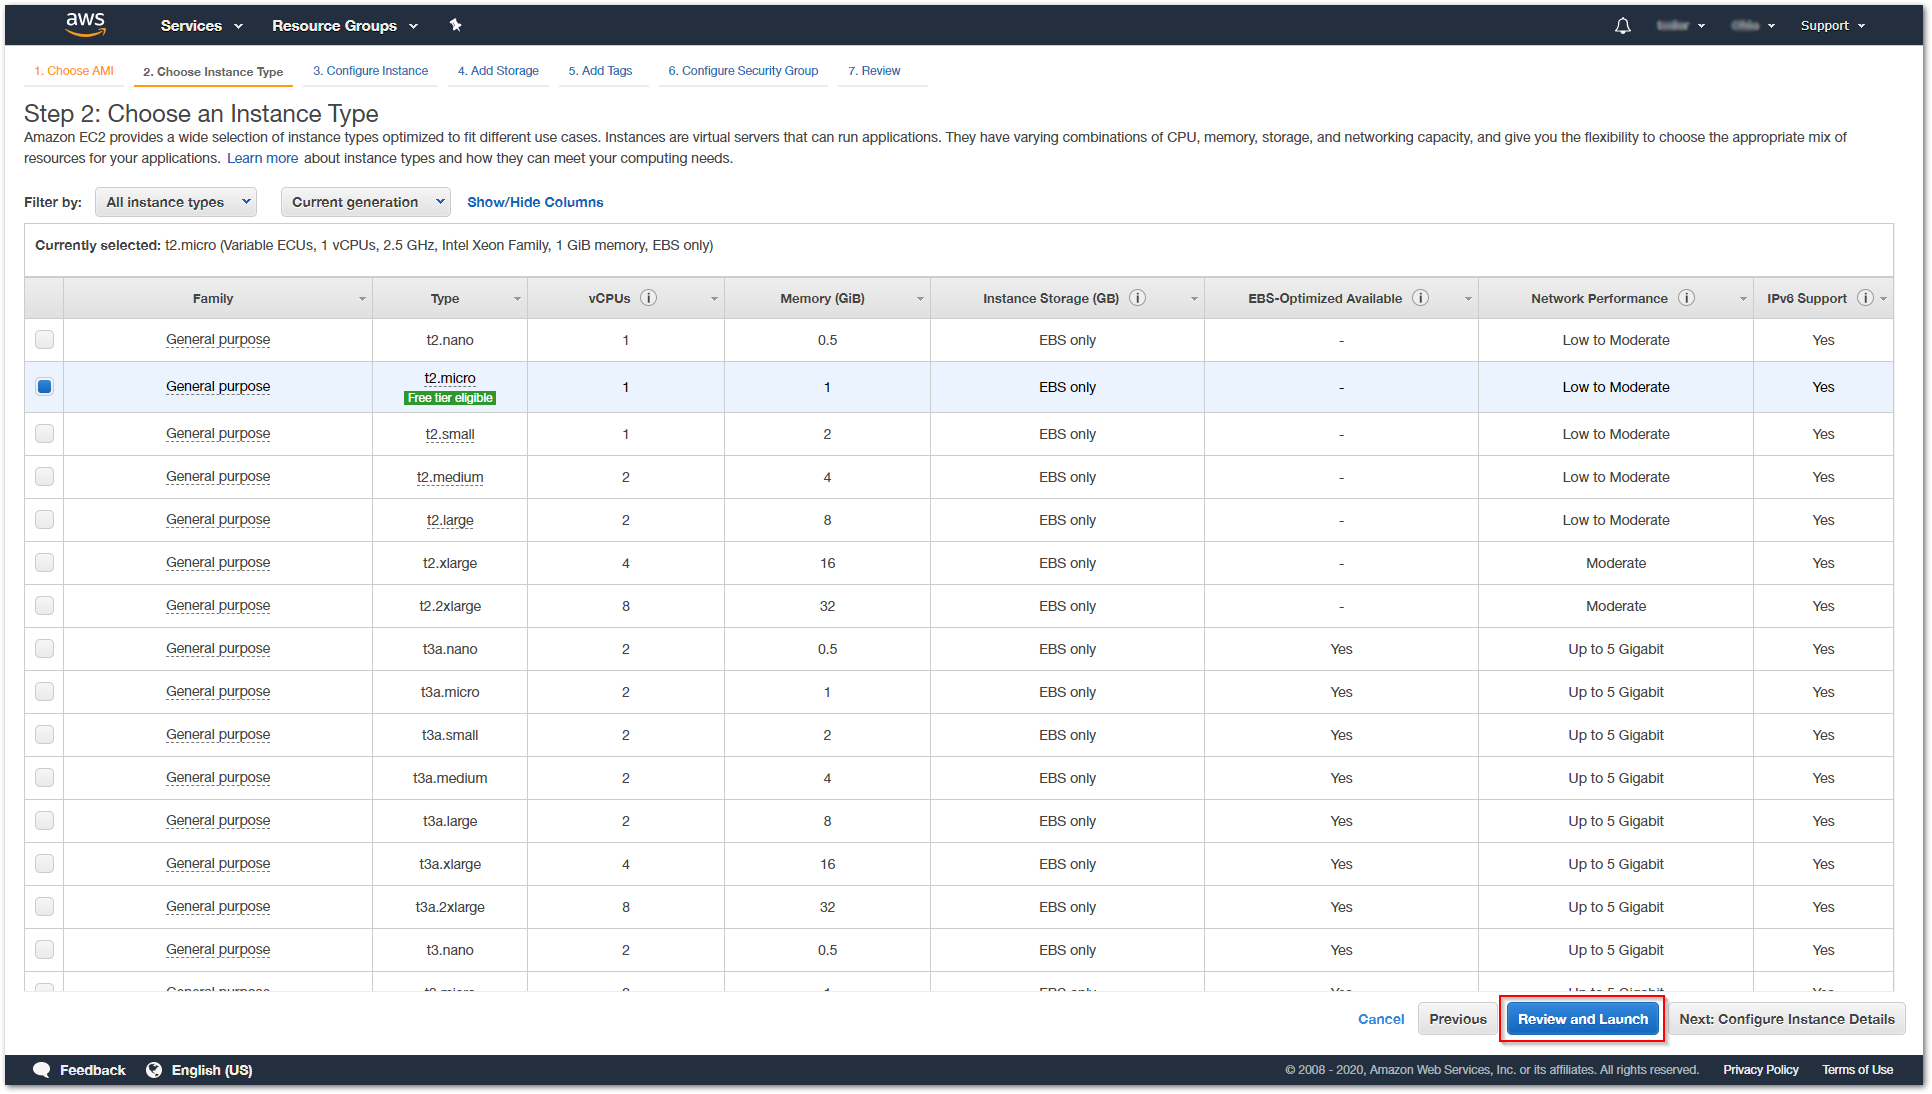 aws Services Resource Groups Support
1. Choose AMI 2. Choose Instance Type 3. Configure Instance 4. Add Storage 5. Add Tags 6. Configure Security Group 7. Review
Step 2: Choose an Instance Type
Amazon EC2 provides a wide selection of instance types optimized to fit different use cases. Instances are virtual servers that can run applications. They have varying combinations of CPU, memory, storage, and networking capacity, and give you the flexibility to choose the appropriate mix of
resources for your applications. Learn more about instance types and how they can meet your computing needs.
Filter by: All instance types Current generation Show/Hide Columns
Currently selected: t2.micro (Variable ECUs, 1 vCPUs, 2.5 GHz, Intel Xeon Family, 1 GiB memory, EBS only)
Family Type vCPUs Memory (GiB) Instance Storage (GB) EBS-Optimized Available Network Performance IPv6 Support
General purpose t2.nano 1 0.5 EBS only - Low to Moderate Yes
General purpose t2.micro 1 1 EBS only - Low to Moderate Yes
Free tier eligible
General purpose t2.small 1 2 EBS only - Low to Moderate Yes
General purpose t2.medium 2 4 EBS only - Low to Moderate Yes
General purpose t2.large 2 8 EBS only - Low to Moderate Yes
General purpose t2.xlarge 4 16 EBS only - Moderate Yes
General purpose t2.2xlarge 8 32 EBS only - Moderate Yes
General purpose t3a.nano 2 0.5 EBS only Yes Up to 5 Gigabit Yes
General purpose t3a.micro 2 1 EBS only Yes Up to 5 Gigabit Yes
General purpose t3a.small 2 2 EBS only Yes Up to 5 Gigabit Yes
General purpose t3a.medium 2 4 EBS only Yes Up to 5 Gigabit Yes
General purpose t3a.large 2 8 EBS only Yes Up to 5 Gigabit Yes
General purpose t3a.xlarge 4 16 EBS only Yes Up to 5 Gigabit Yes
General purpose t3a.2xlarge 8 32 EBS only Yes Up to 5 Gigabit Yes
General purpose t3.nano 2 0.5 EBS only Yes Up to 5 Gigabit Yes
Cancel Previous Review and Launch Next: Configure Instance Details
Feedback English (US) © 2008 - 2020, Amazon Web Services, Inc. or its affiliates. All rights reserved. Privacy Policy Terms of Use